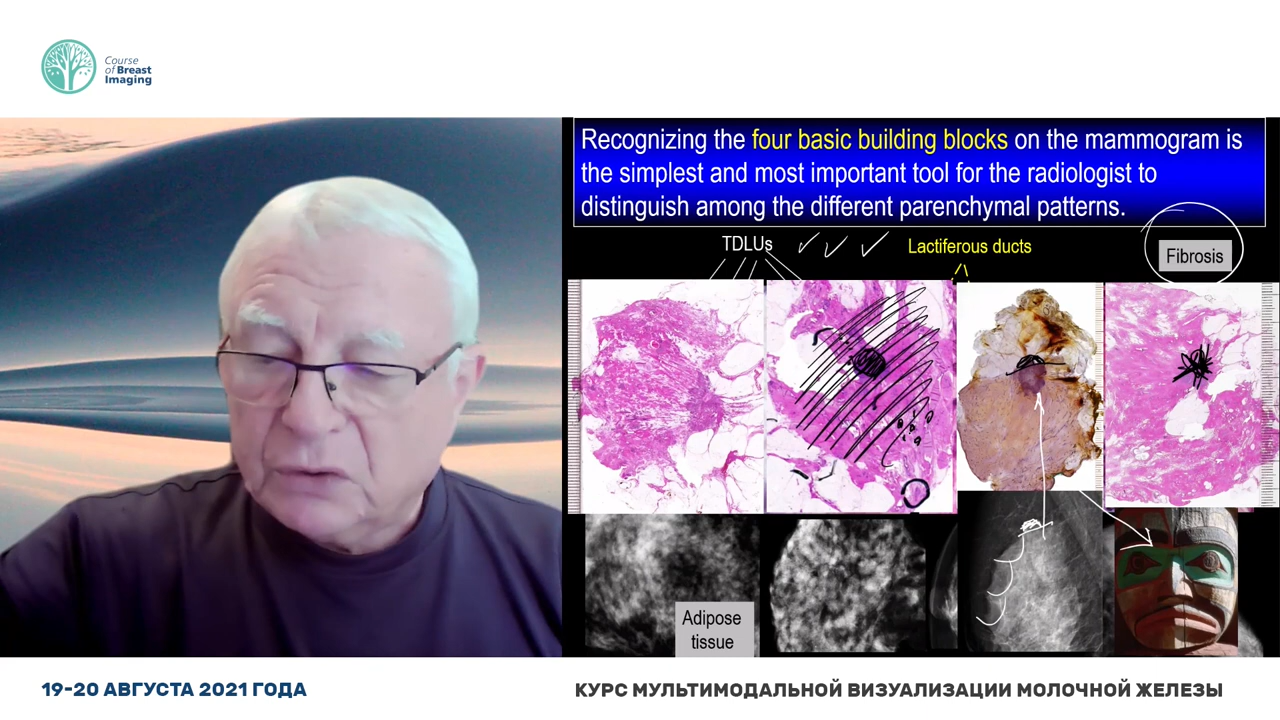 Course
of Breast
Imaging
Recognizing the four basic building blocks on the mammogram is
the simplest and most important tool for the radiologist to
distinguish among the different parenchymal patterns.
TDLUs
Lactiferous ducts
Fibrosis
Adipose
tissue
19-20 АВГУСТА 2021 ГОДА
КУРС МУЛЬТИМОДАЛЬНОЙ ВИЗУАЛИЗАЦИИ МОЛОЧНОЙ ЖЕЛЕЗЫ